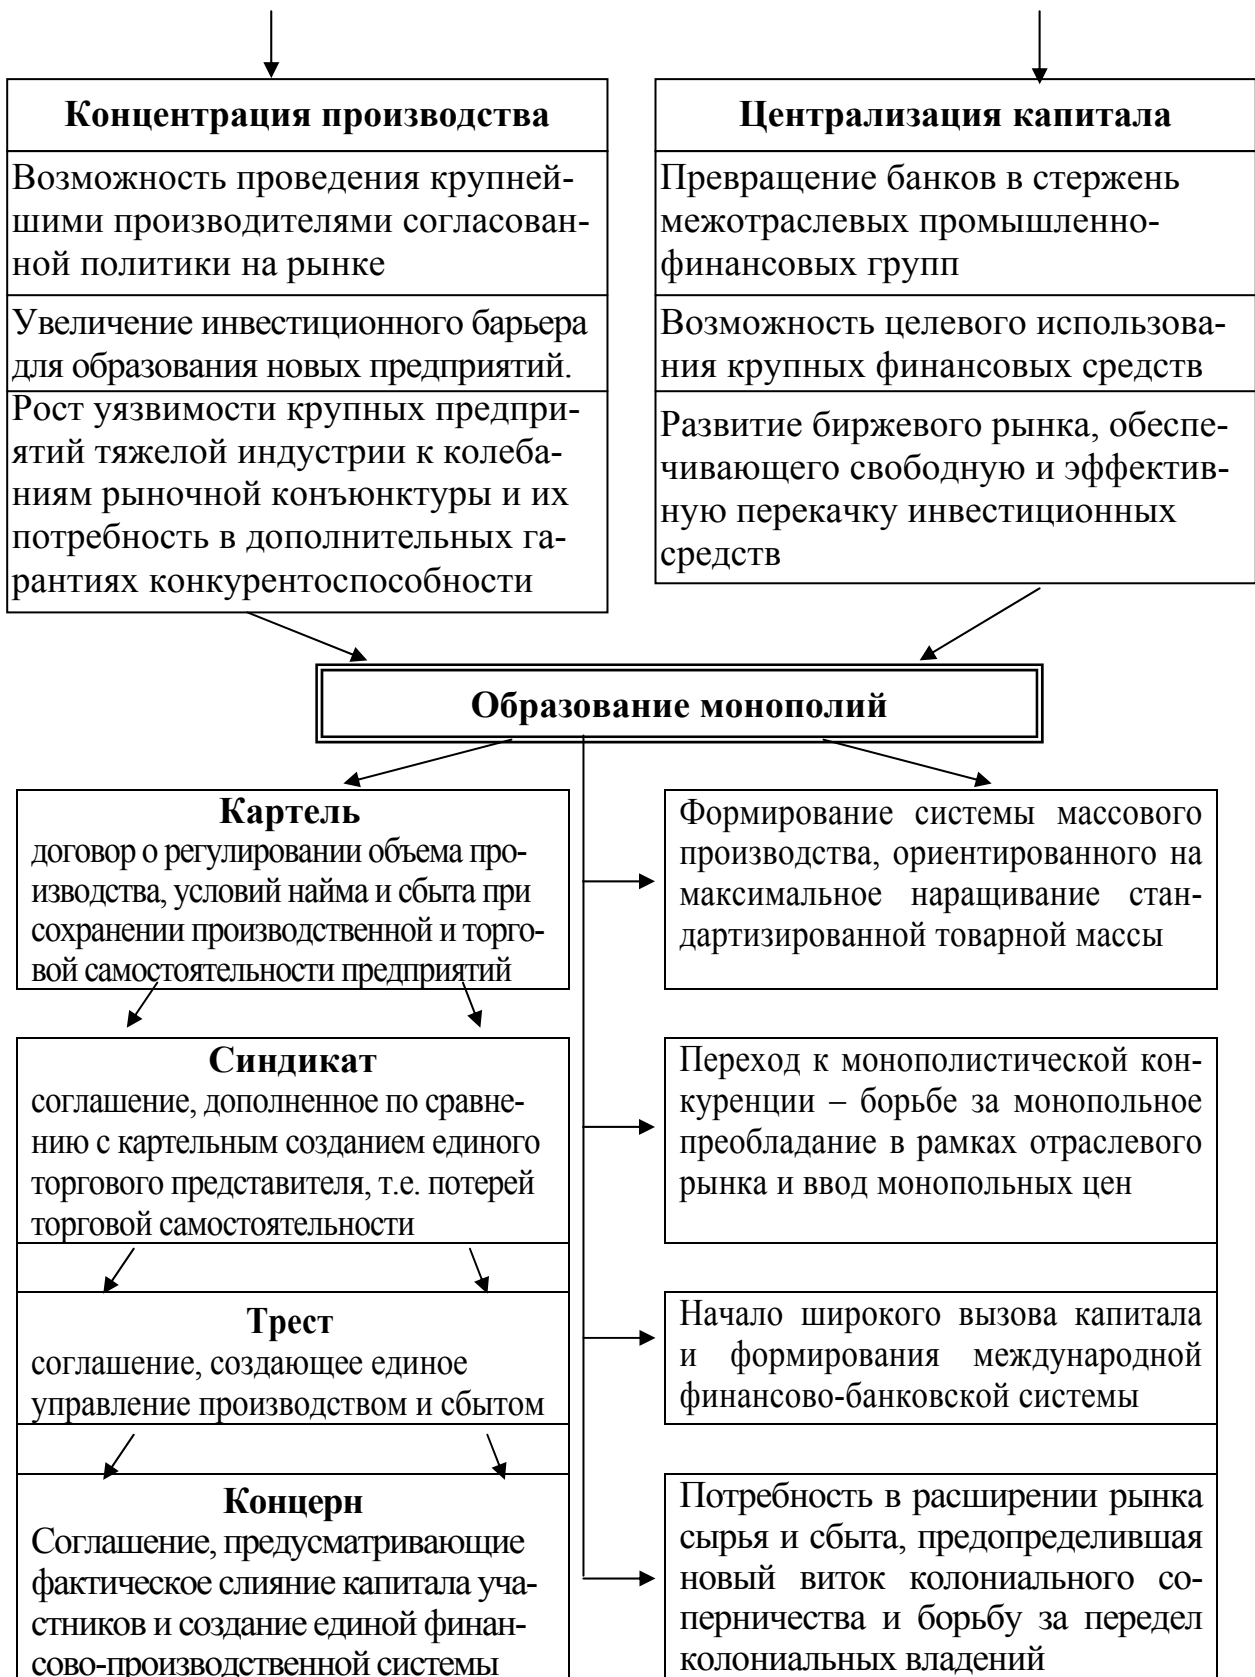 Концентрация производства
Возможность проведения крупней-
шими производителями согласован-
ной политики на рынке
Увеличение инвестиционного барьера
для образования новых предприятий.
Рост уязвимости крупных предпри-
ятий тяжелой индустрии к колеба-
ниям рыночной конъюнктуры и их
потребность в дополнительных га-
рантиях конкурентоспособности
Централизация капитала
Превращение банков в стержень
межотраслевых промышленно-
финансовых групп
Возможность целевого использова-
ния крупных финансовых средств
Развитие биржевого рынка, обеспе-
чивающего свободную и эффектив-
ную перекачку инвестиционных
средств
Образование монополий
Картель
договор о регулировании объема про-
изводства, условий найма и сбыта при
сохранении производственной и торго-
вой самостоятельности предприятий
Синдикат
соглашение, дополненное по сравне-
нию с картельным созданием единого
торгового представителя, т.е. потерей
торговой самостоятельности
Трест
соглашение, создающее единое
управление производством и сбытом
Концерн
Соглашение, предусматривающие
фактическое слияние капитала уча-
стников и создание единой финан-
сово-производственной системы
Формирование системы массового
производства, ориентированного на
максимальное наращивание стан-
дартизированной товарной массы
Переход к монополистической кон-
куренции – борьбе за монопольное
преобладание в рамках отраслевого
рынка и ввод монопольных цен
Начало широкого вызова капитала
и формирования международной
финансово-банковской системы
Потребность в расширении рынка
сырья и сбыта, предопределившая
новый виток колониального со-
перничества и борьбу за передел
колониальных владений